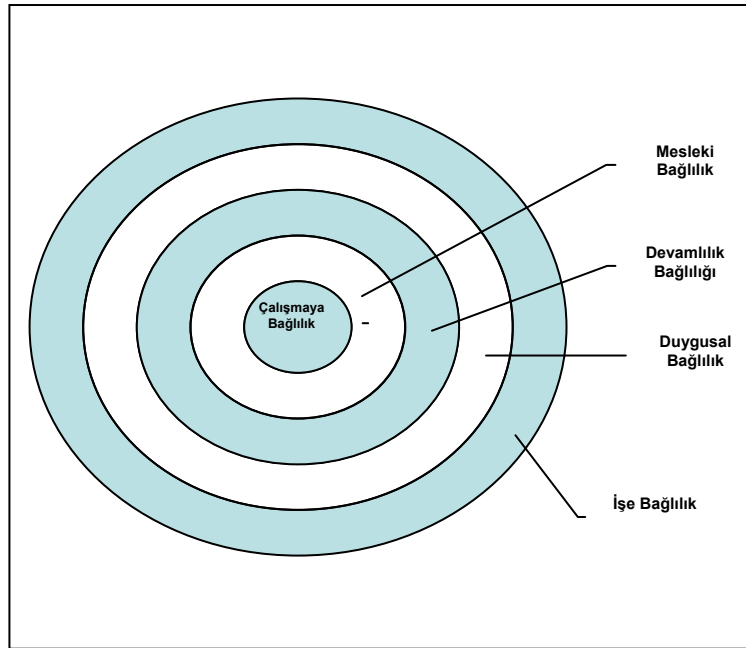 Mesleki
Bağlılık
Devamlılık
Bağlılığı
Çalışmaya
Bağlılık
Duygusal
Bağlılık
İşe Bağlılık